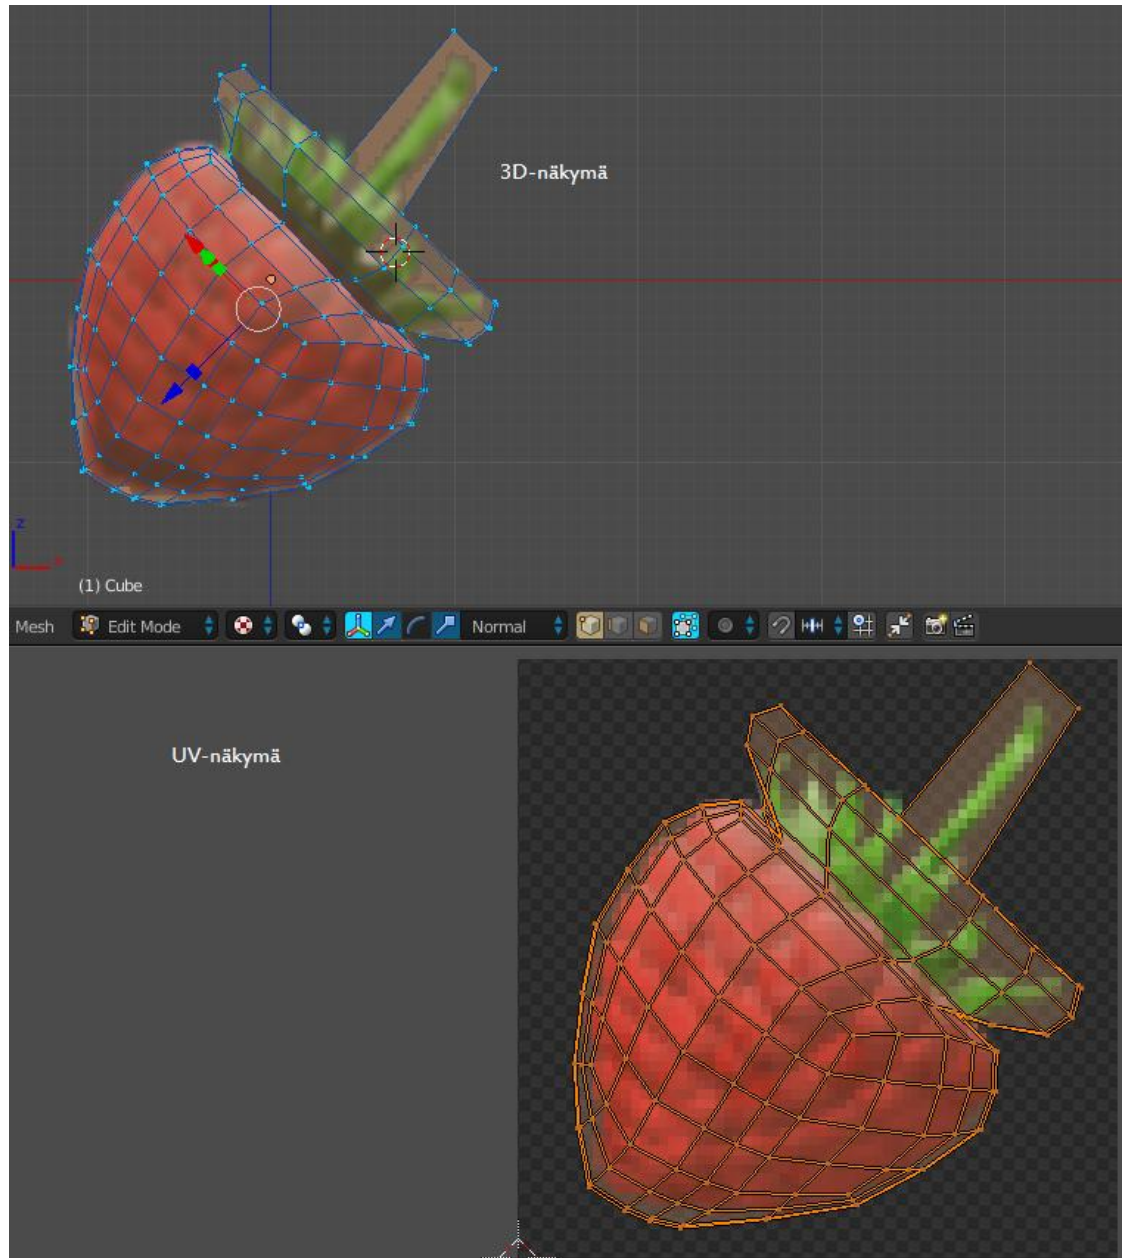 3D-näkymä
z
x
(1) Cube
Mesh Edit Mode Normal
UV-näkymä